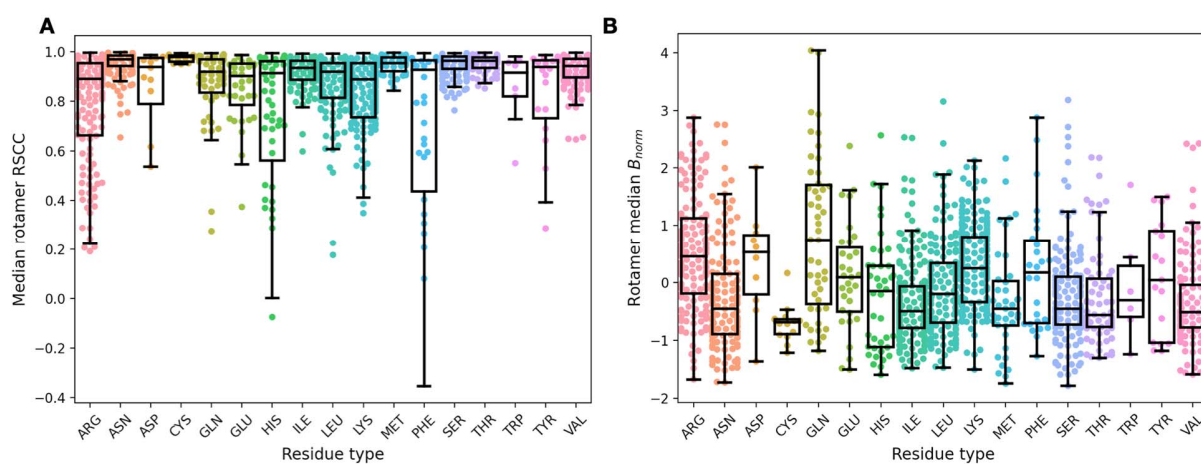 A
Median rotamer RSCC
1.0
0.8
0.6
0.4
0.2
0.0
−0.2
−0.4
ARG ASN ASP CYS GLN GLU HIS ILE LEU LYS MET PHE SER THR TRP TYR VAL
Residue type
B
Rotamer median B_norm
4
3
2
1
0
−1
−2
ARG ASN ASP CYS GLN GLU HIS ILE LEU LYS MET PHE SER THR TRP TYR VAL
Residue type